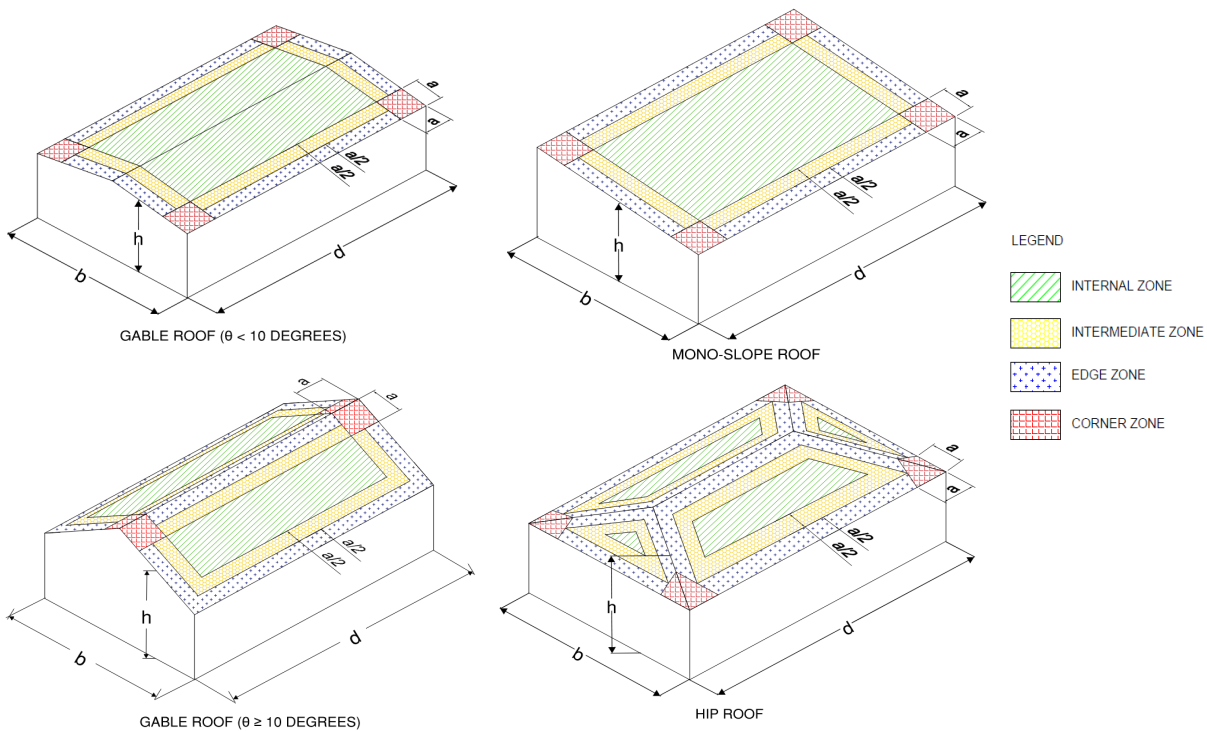 a
a
a/2
a/2
h
b
d
GABLE ROOF (θ < 10 DEGREES)
a
a
a/2
a/2
h
b
d
MONO-SLOPE ROOF
LEGEND
INTERNAL ZONE
INTERMEDIATE ZONE
EDGE ZONE
CORNER ZONE
a
a
a/2
a/2
h
b
d
GABLE ROOF (θ ≥ 10 DEGREES)
a
a
a/2
a/2
h
b
d
HIP ROOF